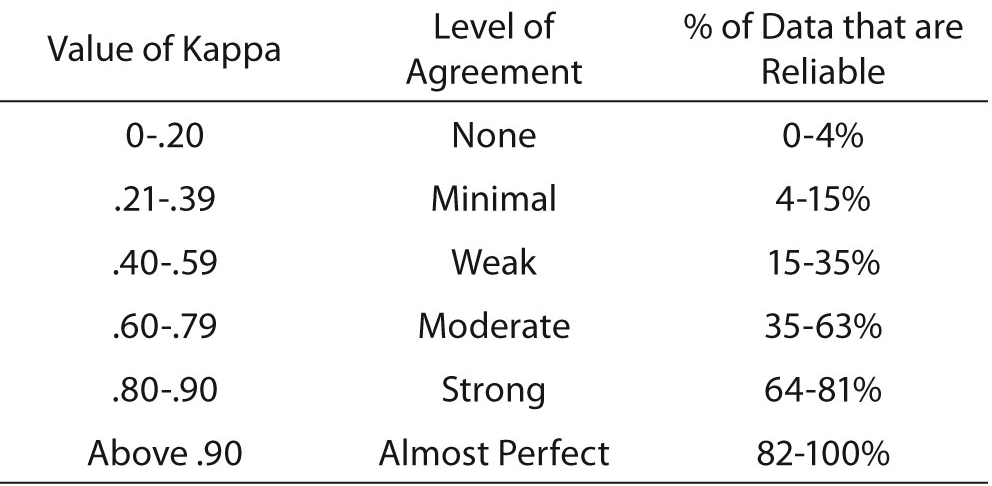 Value of Kappa
Level of
Agreement
% of Data that are
Reliable
0-.20 None 0-4%
.21-.39 Minimal 4-15%
.40-.59 Weak 15-35%
.60-.79 Moderate 35-63%
.80-.90 Strong 64-81%
Above .90 Almost Perfect 82-100%